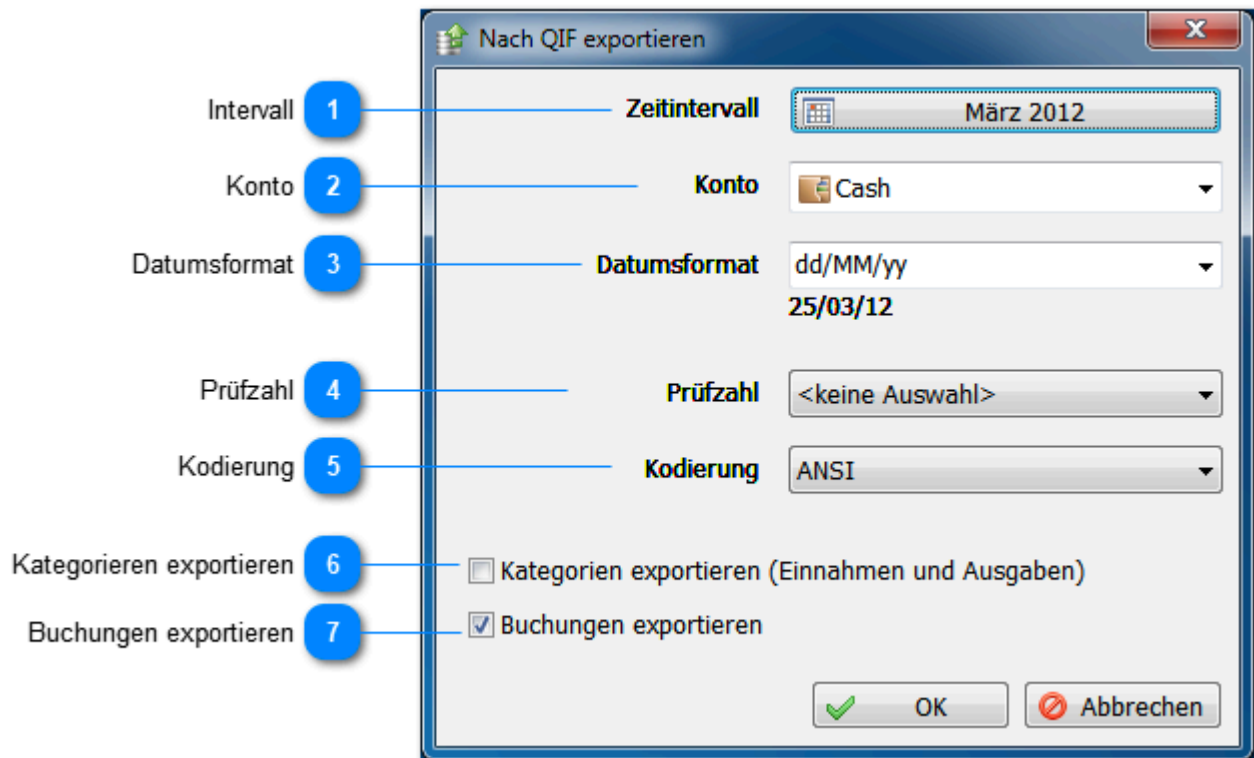 Nach QIF exportieren
Intervall 1 Zeitintervall März 2012
Konto 2 Konto Cash
Datumsformat 3 Datumsformat dd/MM/yy
25/03/12
Prüfzahl 4 Prüfzahl <keine Auswahl>
Kodierung 5 Kodierung ANSI
Kategorieren exportieren 6 Kategorien exportieren (Einnahmen und Ausgaben)
Buchungen exportieren 7 Buchungen exportieren
OK Abbrechen